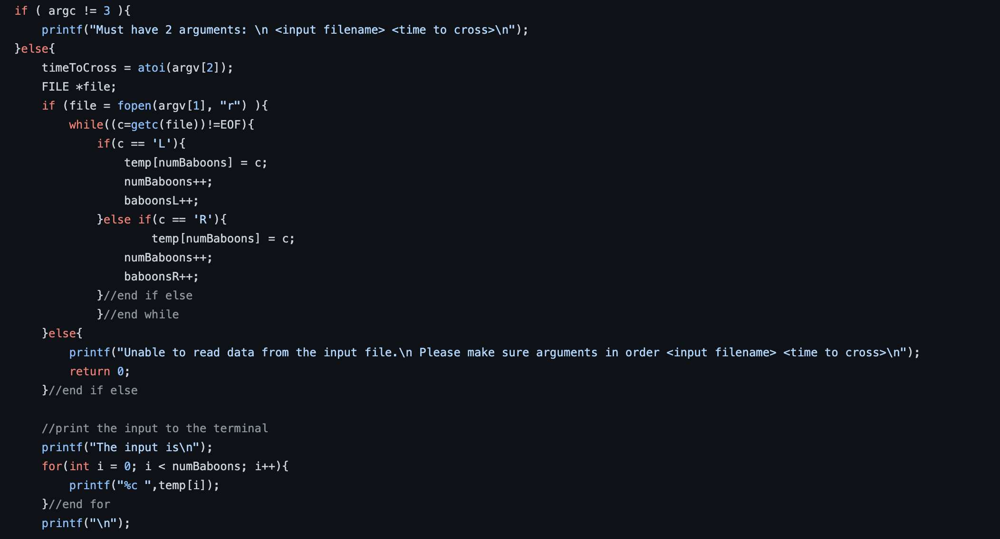 if ( argc != 3 ){
    printf("Must have 2 arguments: \n <input filename> <time to cross>\n");
}else{
    timeToCross = atoi(argv[2]);
    FILE *file;
    if (file = fopen(argv[1], "r") ){
        while((c=getc(file))!=EOF){
            if(c == 'L'){
                temp[numBaboons] = c;
                numBaboons++;
                baboonsL++;
            }else if(c == 'R'){
                    temp[numBaboons] = c;
                numBaboons++;
                baboonsR++;
            }//end if else
            }//end while
    }else{
        printf("Unable to read data from the input file.\n Please make sure arguments in order <input filename> <time to cross>\n");
        return 0;
    }//end if else

    //print the input to the terminal
    printf("The input is\n");
    for(int i = 0; i < numBaboons; i++){
        printf("%c ",temp[i]);
    }//end for
    printf("\n");